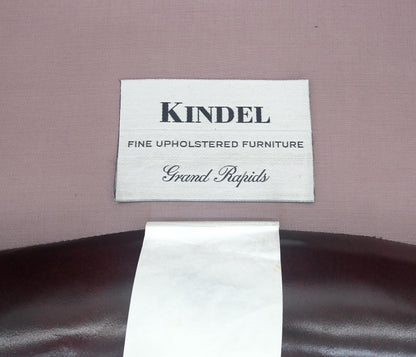 KINDEL
FINE UPHOLSTERED FURNITURE
Grand Rapids